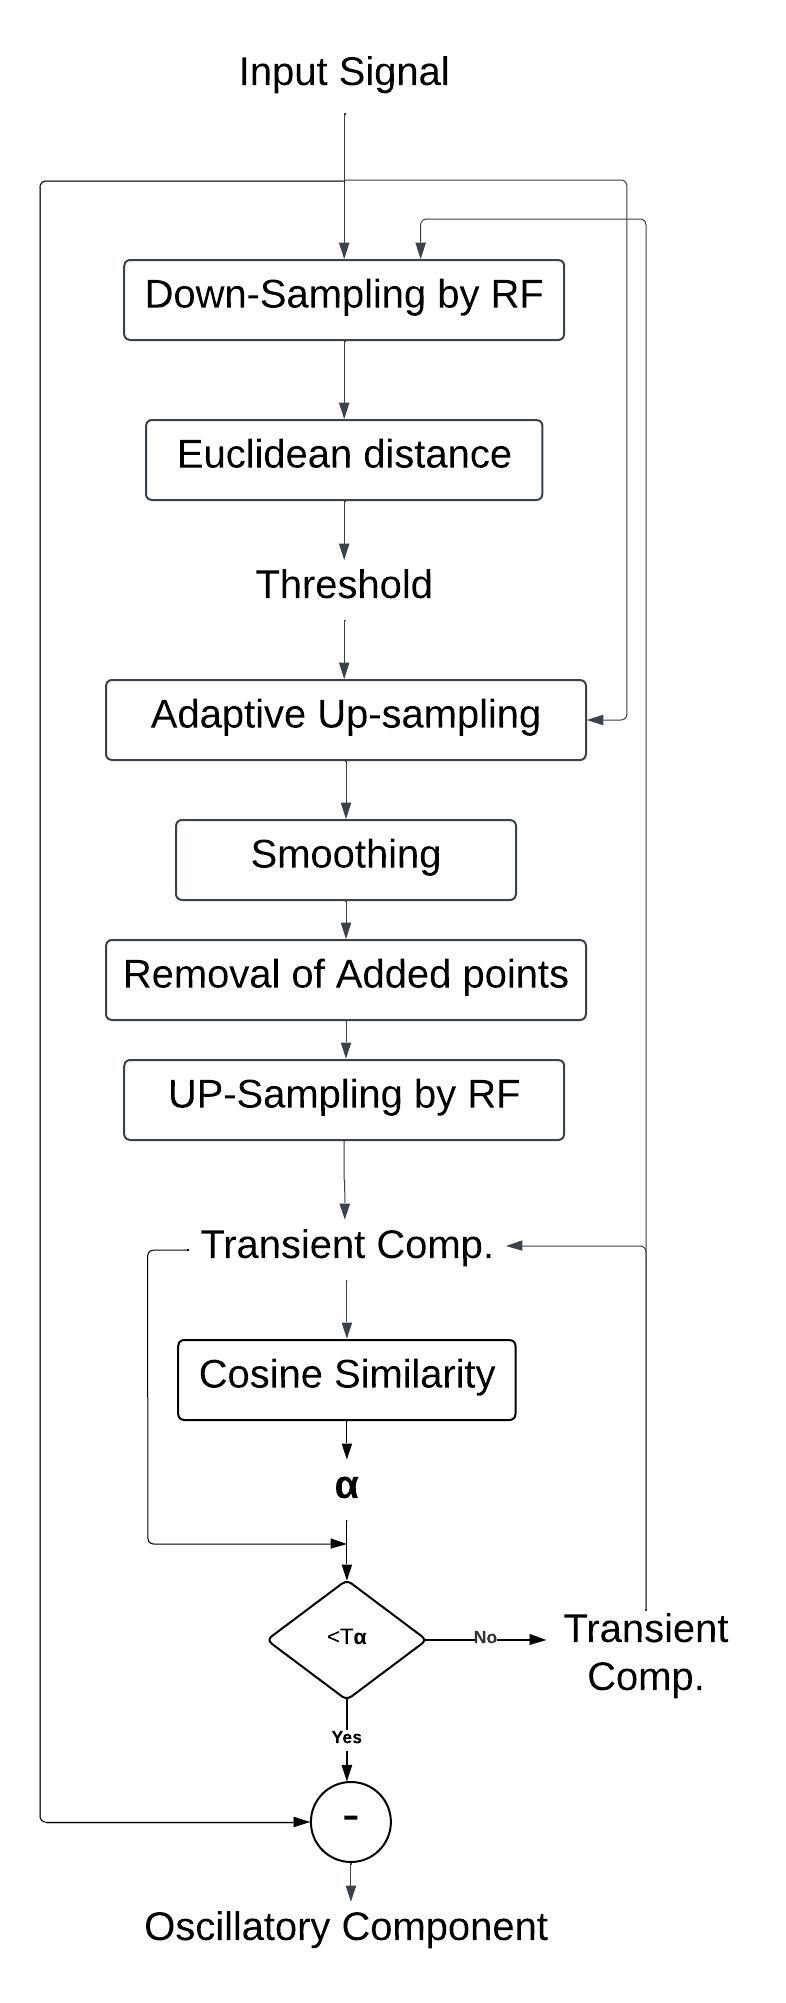 Input Signal
Down-Sampling by RF
Euclidean distance
Threshold
Adaptive Up-sampling
Smoothing
Removal of Added points
UP-Sampling by RF
Transient Comp.
Cosine Similarity
α
<Tα
No
Transient
Comp.
Yes
-
Oscillatory Component